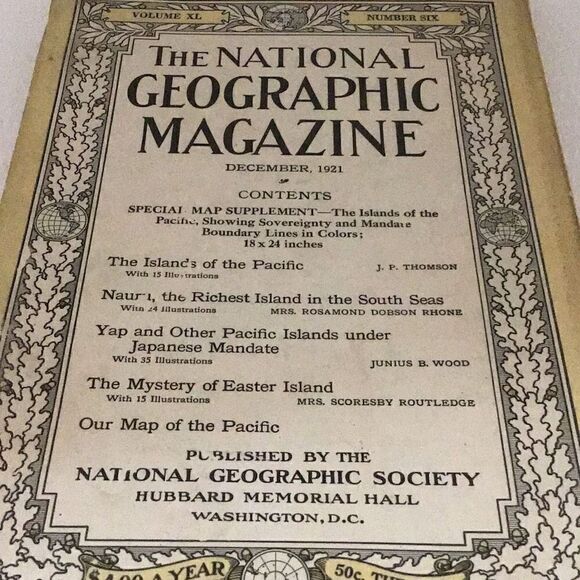 VOLUME XL
NUMBER SIX
THE NATIONAL
GEOGRAPHIC
MAGAZINE
DECEMBER, 1921
CONTENTS
SPECIAL MAP SUPPLEMENT—The Islands of the
Pacific, Showing Sovereignty and Mandate
Boundary Lines in Colors;
18 x 24 inches
The Islands of the Pacific J. P. THOMSON
With 15 Illustrations
Nauru, the Richest Island in the South Seas
With 24 Illustrations MRS. ROSAMOND DOBSON RHONE
Yap and Other Pacific Islands under
Japanese Mandate
With 35 Illustrations JUNIUS B. WOOD
The Mystery of Easter Island
With 15 Illustrations MRS. SCORESBY ROUTLEDGE
Our Map of the Pacific
PUBLISHED BY THE
NATIONAL GEOGRAPHIC SOCIETY
HUBBARD MEMORIAL HALL
WASHINGTON, D.C.
$4.00 A YEAR
50c.